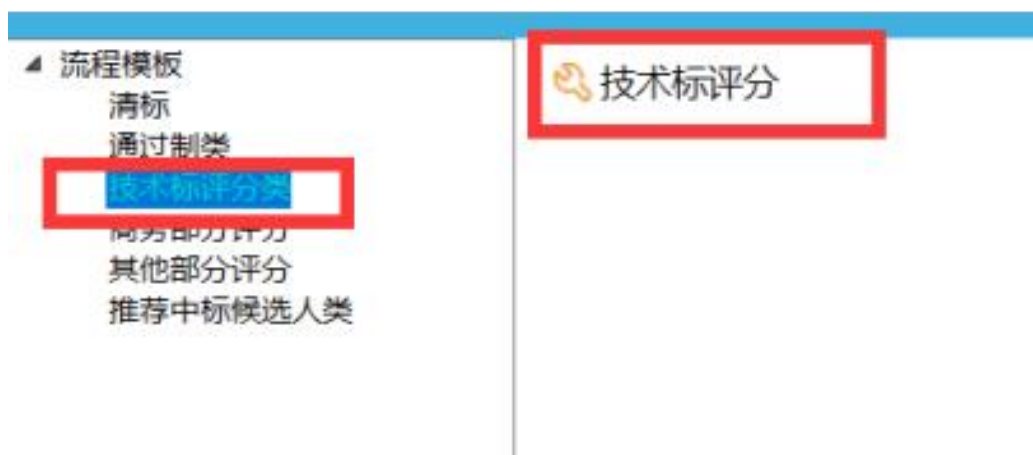 流程模板
清标
通过制类
技术标评分类
商务部分评分
其他部分评分
推荐中标候选人类
技术标评分